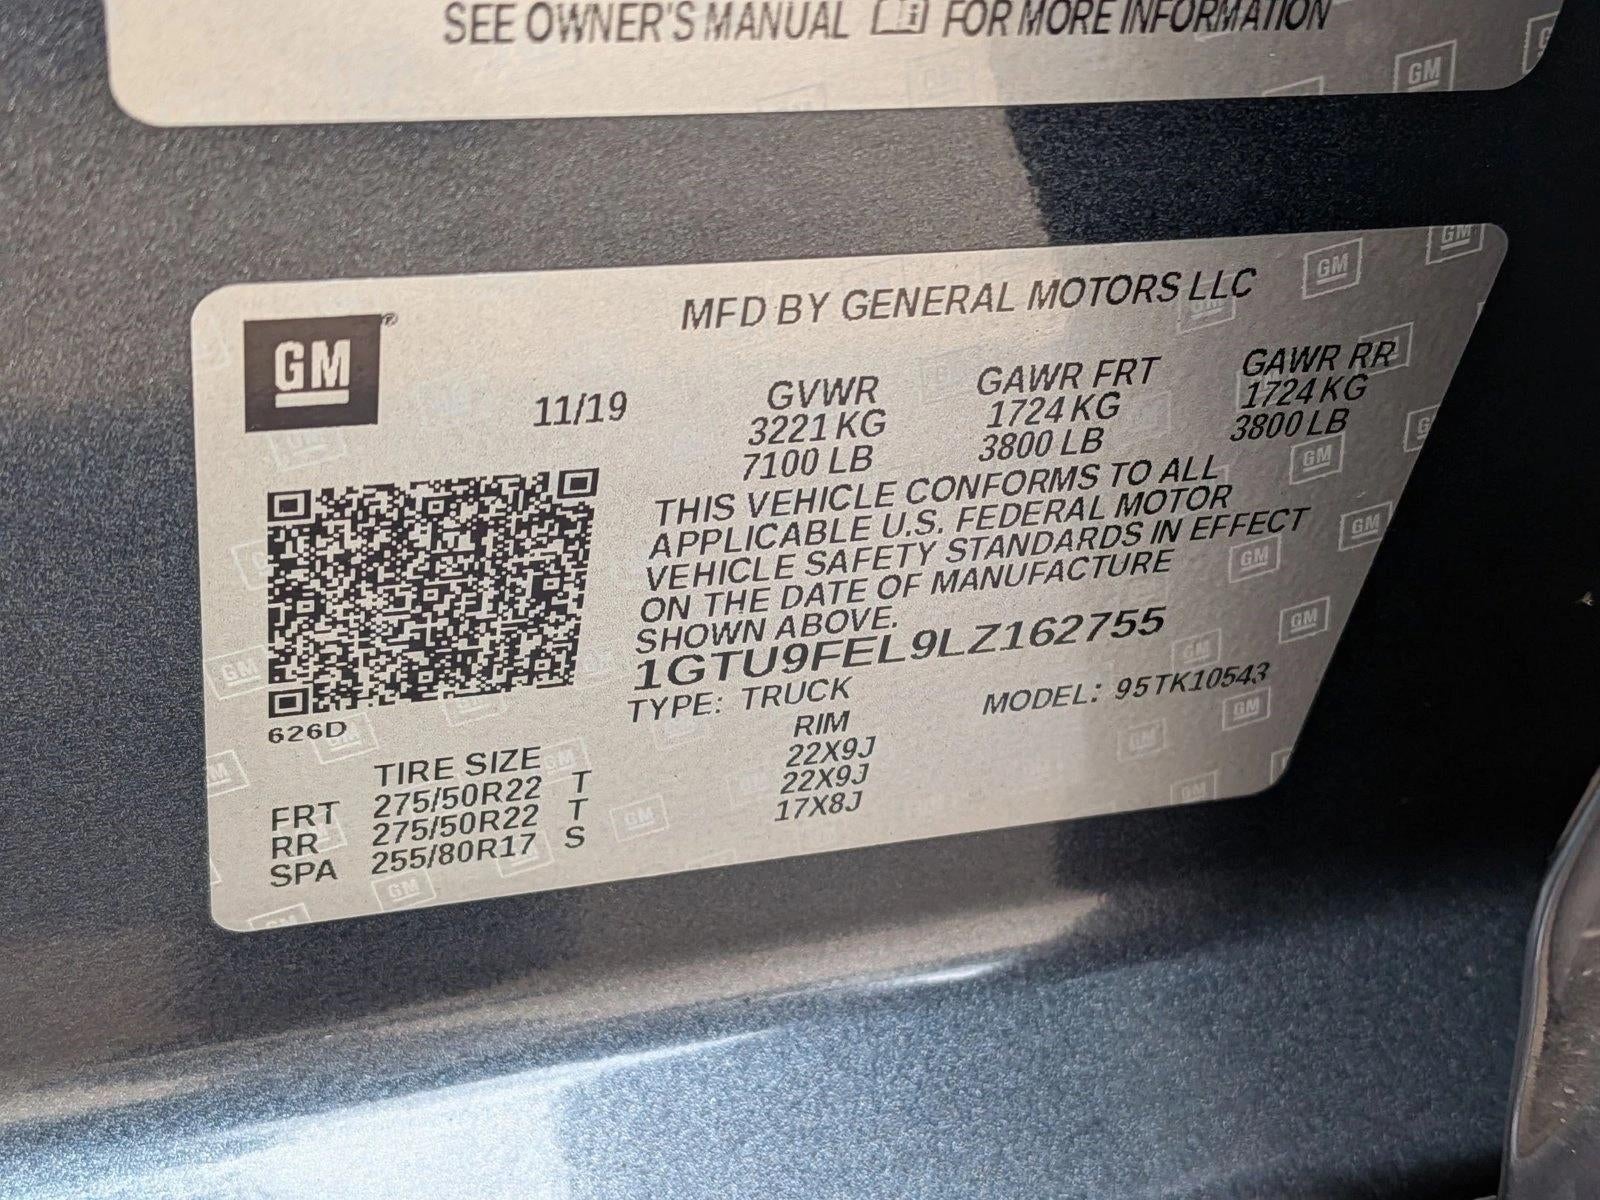 SEE OWNER'S MANUAL FOR MORE INFORMATION
GM
MFD BY GENERAL MOTORS LLC
11/19
GVWR GAWR FRT GAWR RR
3221 KG 1724 KG 1724 KG
7100 LB 3800 LB 3800 LB
THIS VEHICLE CONFORMS TO ALL
APPLICABLE U.S. FEDERAL MOTOR
VEHICLE SAFETY STANDARDS IN EFFECT
ON THE DATE OF MANUFACTURE
SHOWN ABOVE.
1GTU9FEL9LZ162755
TYPE: TRUCK MODEL: 95TK10543
626D
TIRE SIZE RIM
FRT 275/50R22 T 22X9J
RR 275/50R22 T 22X9J
SPA 255/80R17 S 17X8J